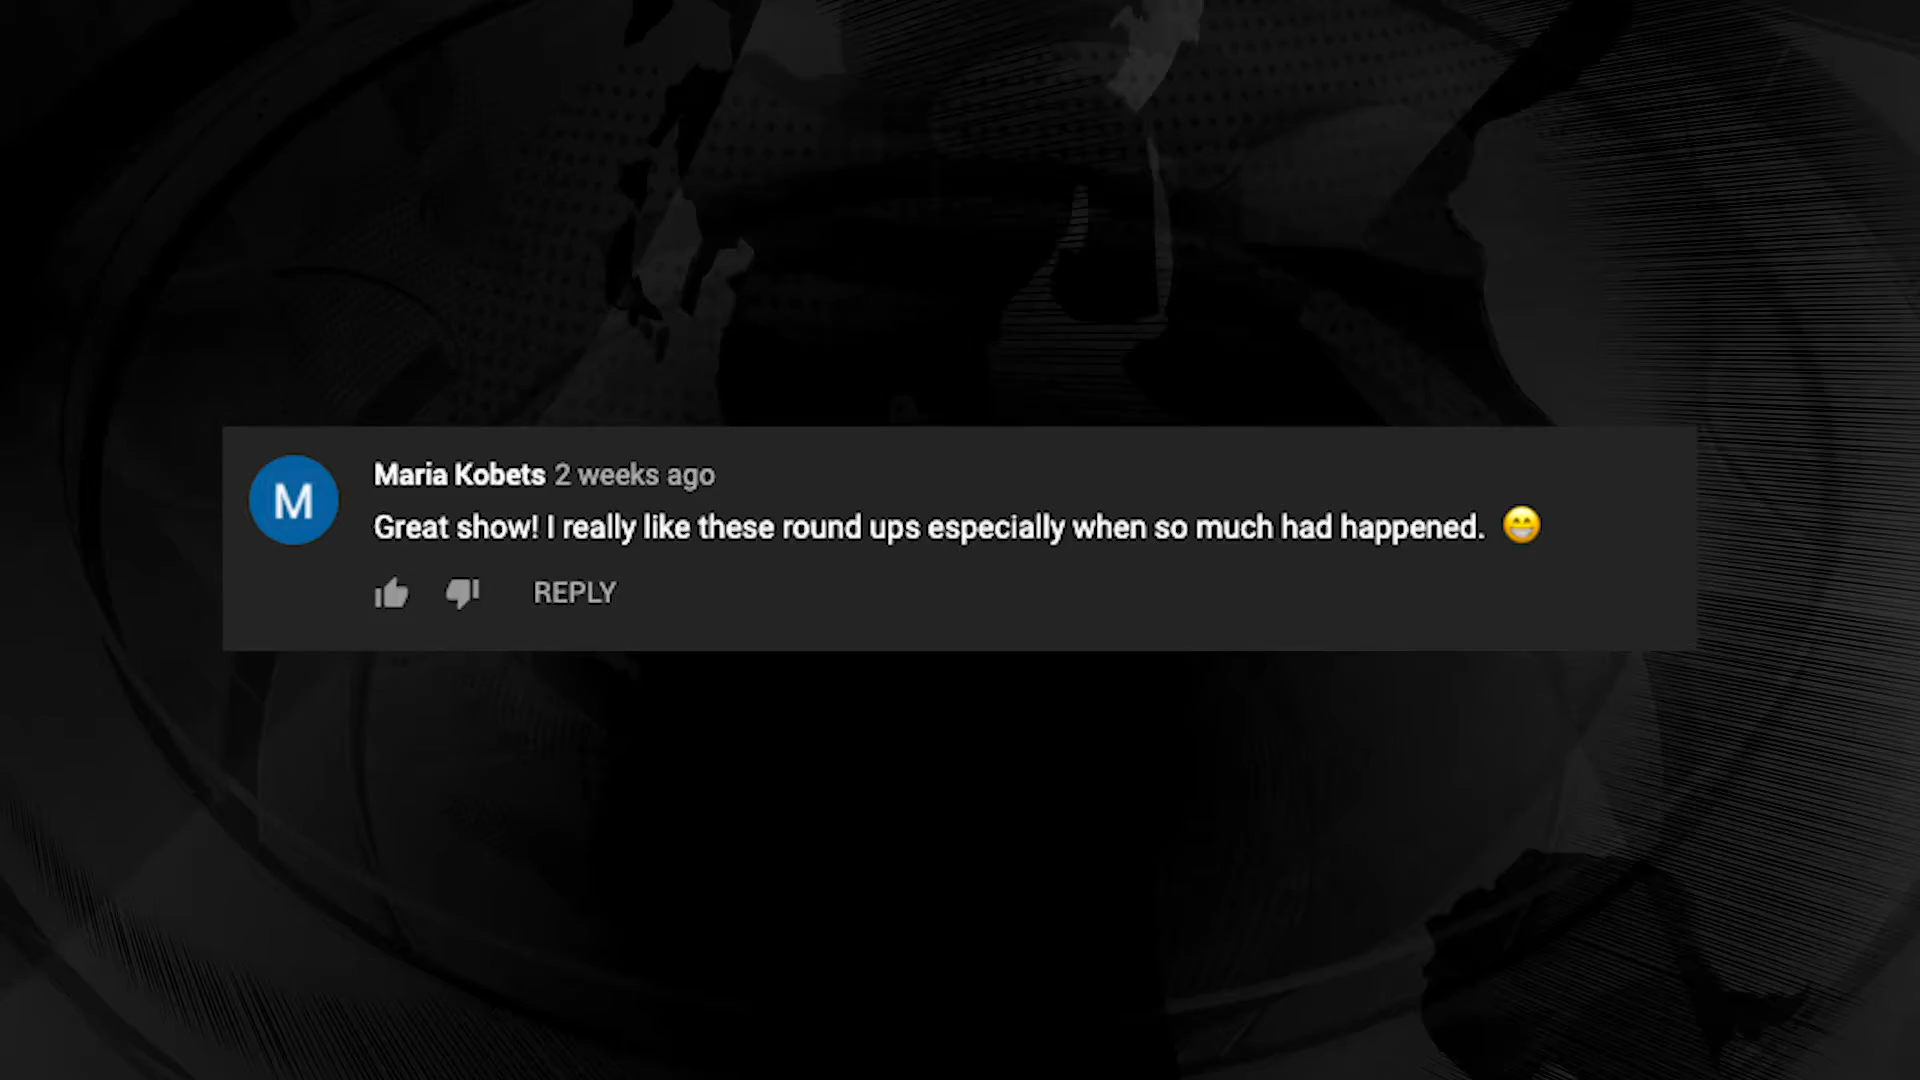 M
Maria Kobets 2 weeks ago
Great show! I really like these round ups especially when so much had happened. 😁
REPLY